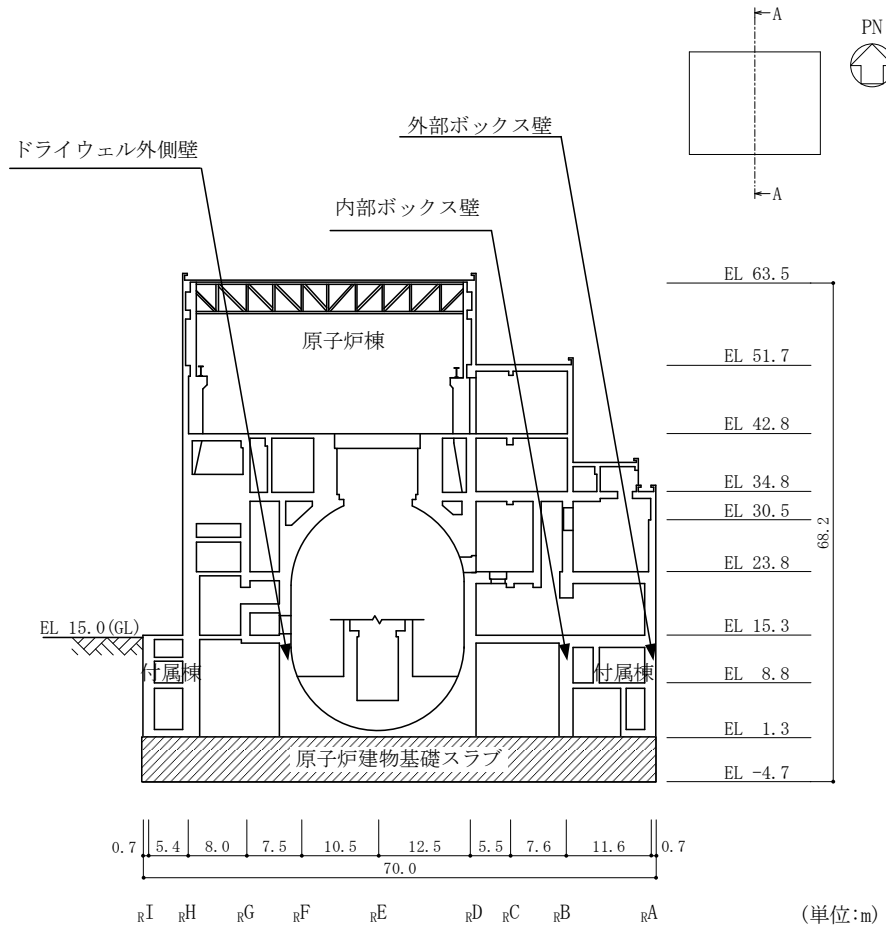 A
PN
A
外部ボックス壁
ドライウェル外側壁
内部ボックス壁
EL 63.5
原子炉棟
EL 51.7
EL 42.8
EL 34.8
EL 30.5
68.2
EL 23.8
EL 15.0(GL)
EL 15.3
付属棟
付属棟
EL 8.8
EL 1.3
原子炉建物基礎スラブ
EL -4.7
0.7 5.4 8.0 7.5 10.5 12.5 5.5 7.6 11.6 0.7
70.0
RI RH RG RF RE RD RC RB RA
(単位:m)